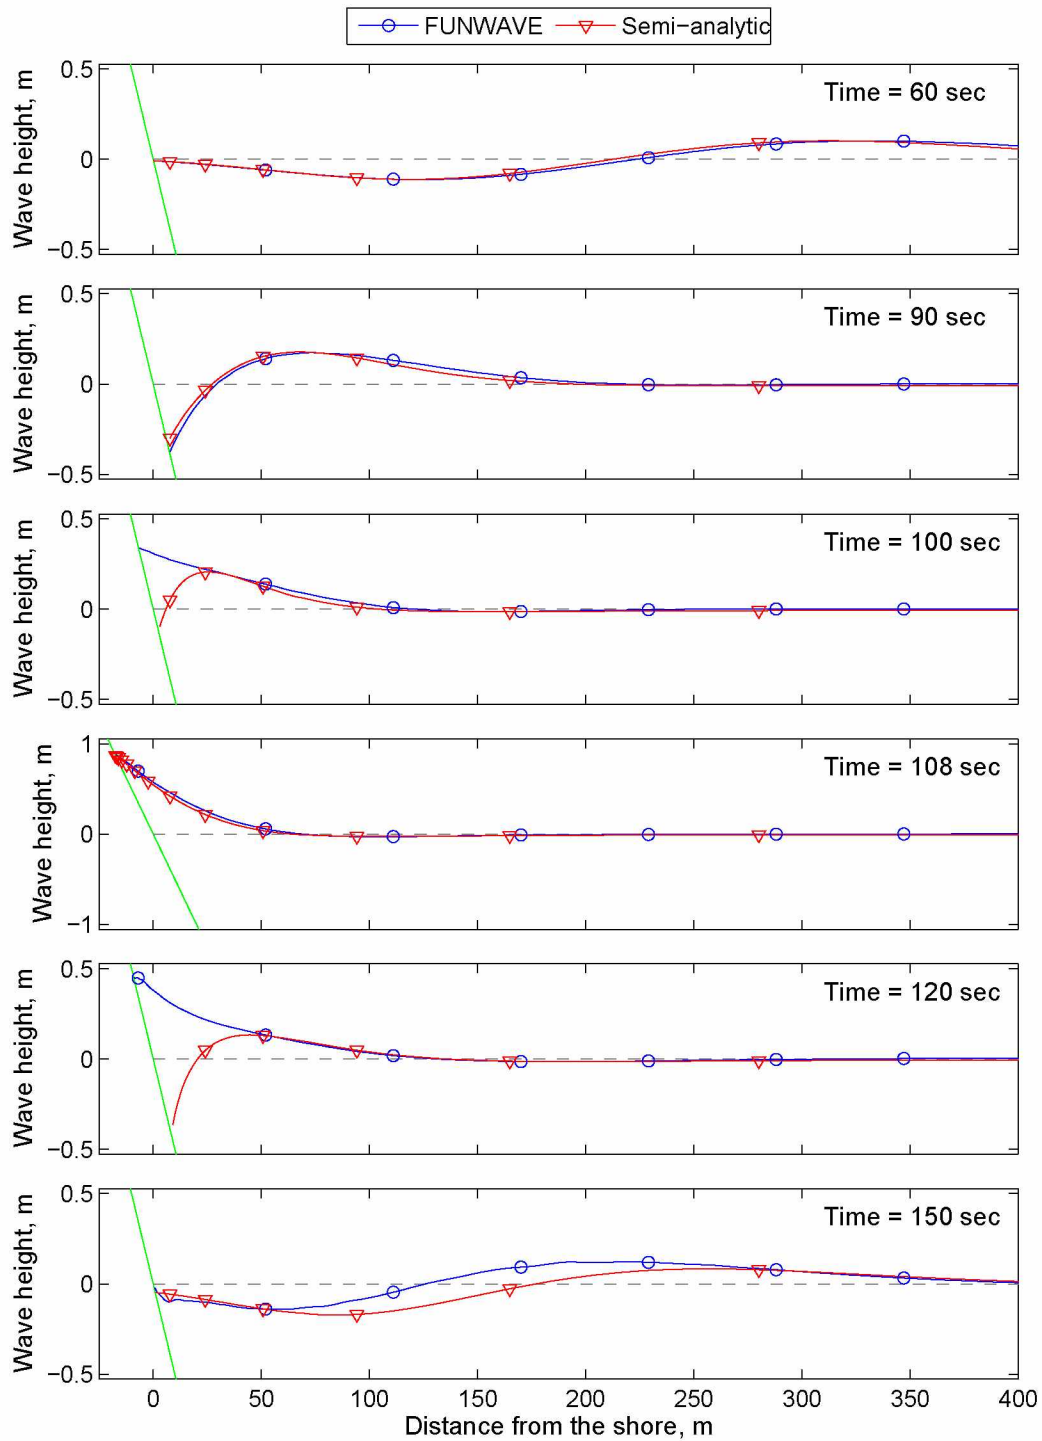 FUNWAVE Semi-analytic
Wave height, m
0.5
0
−0.5
Time = 60 sec
Wave height, m
0.5
0
−0.5
Time = 90 sec
Wave height, m
0.5
0
−0.5
Time = 100 sec
Wave height, m
1
0
−1
Time = 108 sec
Wave height, m
0.5
0
−0.5
Time = 120 sec
Wave height, m
0.5
0
−0.5
Time = 150 sec
0 50 100 150 200 250 300 350 400
Distance from the shore, m